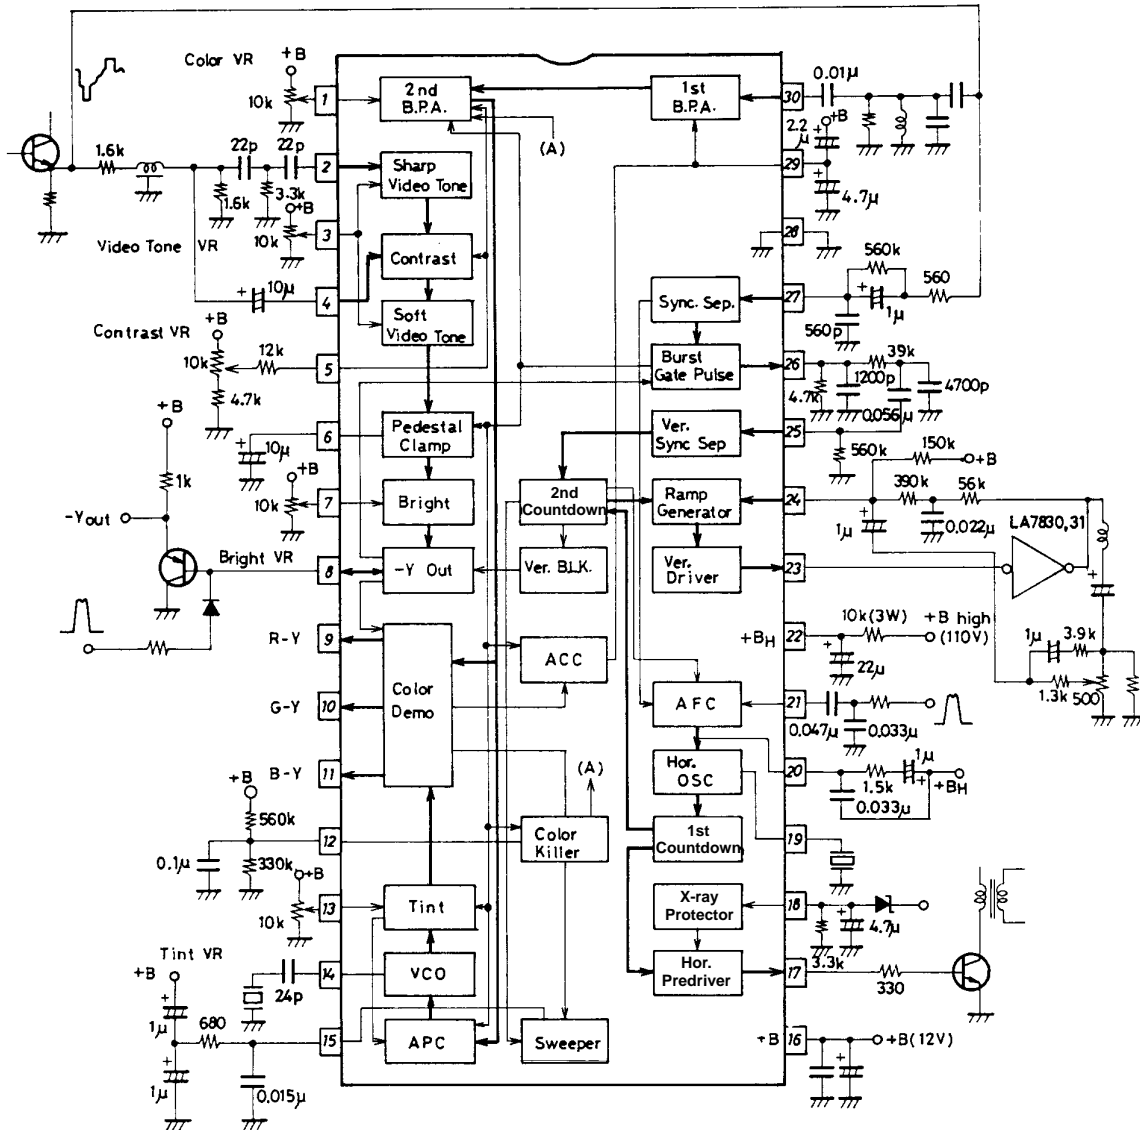 Color VR
+B
10k
1
2nd
B.P.A.
1st
B.P.A.
30
0.01μ
+B
2.2
μ
29
4.7μ
(A)
1.6k
22p
22p
2
Sharp
Video Tone
1.6k
3.3k
+B
10k
3
Video Tone VR
28
Contrast
10μ
4
560k
560
27
1μ
560p
Sync. Sep.
Soft
Video Tone
Contrast VR
+B
10k
12k
5
4.7k
Burst
Gate Pulse
26
39k
1200p
4700p
4.7k
0.056μ
+B
1k
6
10μ
Pedestal
Clamp
Ver.
Sync Sep
25
560k
150k
+B
+B
10k
7
Bright
2nd
Countdown
Ramp
Generator
24
390k
56k
1μ
0.022μ
LA7830,31
-Yout
Bright VR
8
-Y Out
Ver. B.L.K.
Ver.
Driver
23
R-Y
9
Color
Demo
ACC
+BH
22
10k(3W)
+B high
(110V)
22μ
1μ
3.9k
1.3k
500
G-Y
10
AFC
21
0.047μ
0.033μ
B-Y
11
(A)
Hor.
OSC
20
1μ
1.5k
+BH
0.033μ
+B
560k
12
0.1μ
330k
Color
Killer
1st
Countdown
19
+B
10k
13
Tint
X-ray
Protector
18
4.7μ
3.3k
Tint VR
+B
14
24p
VCO
Hor.
Predriver
17
330
1μ
680
15
APC
Sweeper
+B
16
+B(12V)
1μ
0.015μ